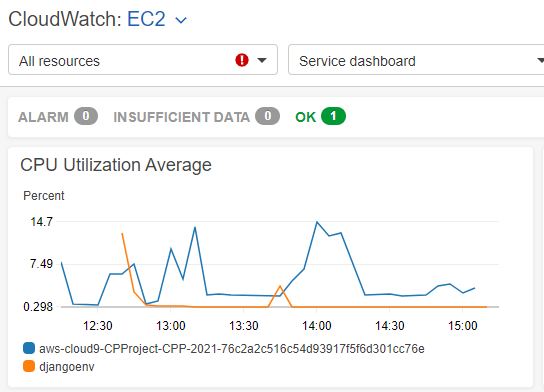 CloudWatch: EC2
All resources
Service dashboard
ALARM 0 INSUFFICIENT DATA 0 OK 1
CPU Utilization Average
Percent
14.7
7.49
0.298
12:30 13:00 13:30 14:00 14:30 15:00
aws-cloud9-CPProject-CPP-2021-76c2a2c516c54d93917f5f6d301cc76e
djangoenv